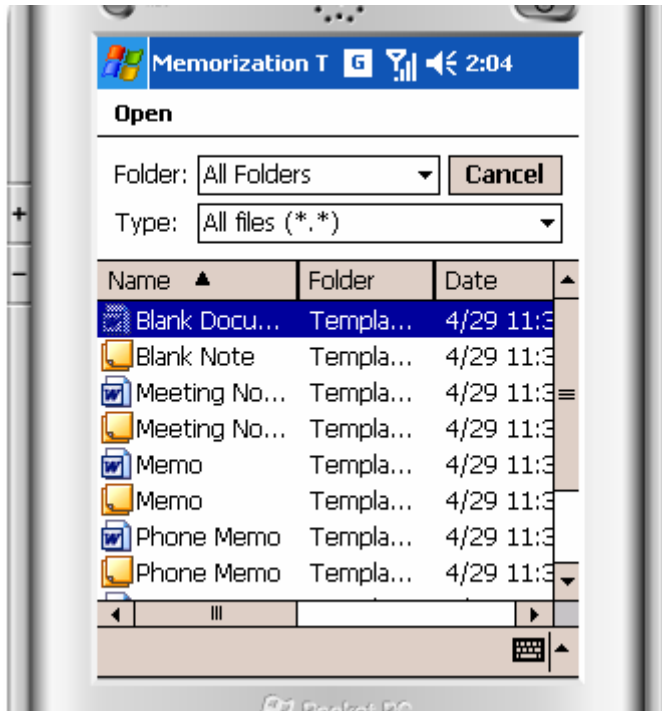 Memorization T G 2:04
Open
Folder: All Folders Cancel
Type: All files (*.*)
Name Folder Date
Blank Docu... Templa... 4/29 11:3
Blank Note Templa... 4/29 11:3
Meeting No... Templa... 4/29 11:3
Meeting No... Templa... 4/29 11:3
Memo Templa... 4/29 11:3
Memo Templa... 4/29 11:3
Phone Memo Templa... 4/29 11:3
Phone Memo Templa... 4/29 11:3
Pocket PC